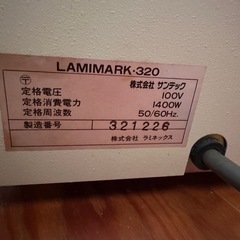 LAMIMARK・320
〒 株式会社 サンテック
定格電圧 100V
定格消費電力 1400W
定格周波数 50/60Hz.
製造番号 321226
株式会社 ラミネックス